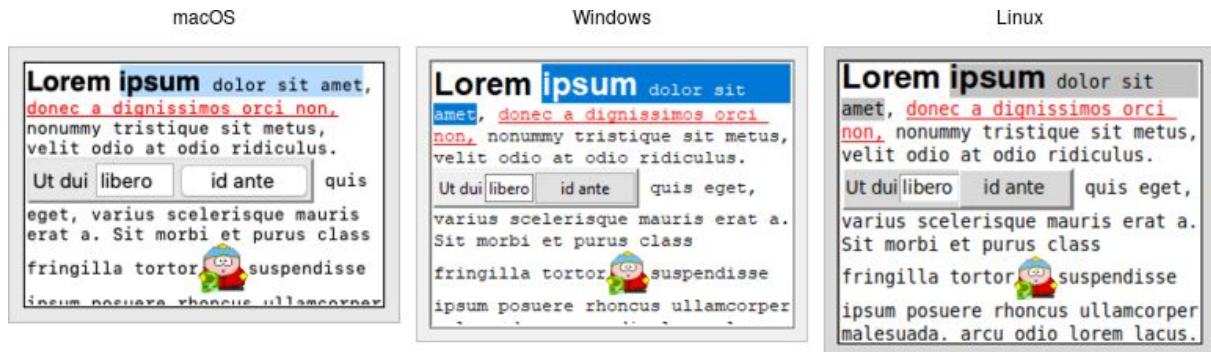 macOS
Lorem ipsum dolor sit amet,
donec a dignissimos orci non,
nonummy tristique sit metus,
velit odio at odio ridiculus.
Ut dui libero id ante quis
eget, varius scelerisque mauris
erat a. Sit morbi et purus class
fringilla tortor suspendisse
ipsum posuere rhoncus ullamcorper
Windows
Lorem ipsum dolor sit
amet, donec a dignissimos orci
non, nonummy tristique sit metus,
velit odio at odio ridiculus.
Ut dui libero id ante quis eget,
varius scelerisque mauris erat a.
Sit morbi et purus class
fringilla tortor suspendisse
ipsum posuere rhoncus ullamcorper
Linux
Lorem ipsum dolor sit
amet, donec a dignissimos orci
non, nonummy tristique sit metus,
velit odio at odio ridiculus.
Ut dui libero id ante quis eget,
varius scelerisque mauris erat a.
Sit morbi et purus class
fringilla tortor suspendisse
ipsum posuere rhoncus ullamcorper
malesuada. arcu odio lorem lacus.